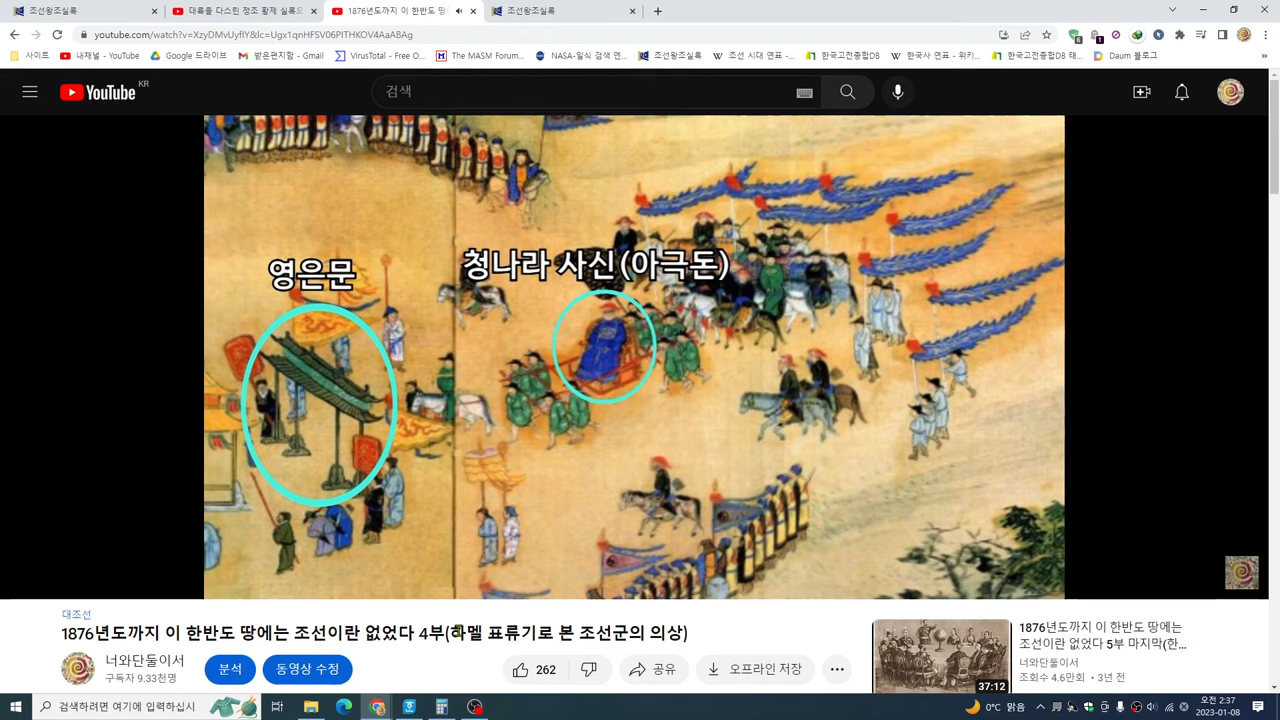 조선왕조실록
대륙을 다스린 정조 황제 실록으
1876년도까지 이 한반도 땅
조선왕조실록
youtube.com/watch?v=XzyDMvUyfIY&lc=Ugx1qnHFSV06PITHKOV4AaABAg
사이트
내채널 - YouTube
Google 드라이브
받은편지함 - Gmail
VirusTotal - Free O...
The MASM Forum...
NASA-일식 검색 엔...
조선왕조실록
조선 시대 연표 - 위...
한국고전종합DB
한국사 연표 - 위키...
한국고전종합DB 태...
Daum 블로그
»
YouTube KR
검색
영은문
청나라 사신(아극돈)
대조선
1876년도까지 이 한반도 땅에는 조선이란 없었다 4부(하멜 표류기로 본 조선군의 의상)
너와단둘이서
구독자 9.33천명
분석
동영상 수정
262
공유
오프라인 저장
1876년도까지 이 한반도 땅에는
조선이란 없었다 5부 마지막(한...
너와단둘이서
조회수 4.6만회 • 3년 전
37:12
검색하려면 여기에 입력하십시
0°C 맑음
오전 2:37
2023-01-08